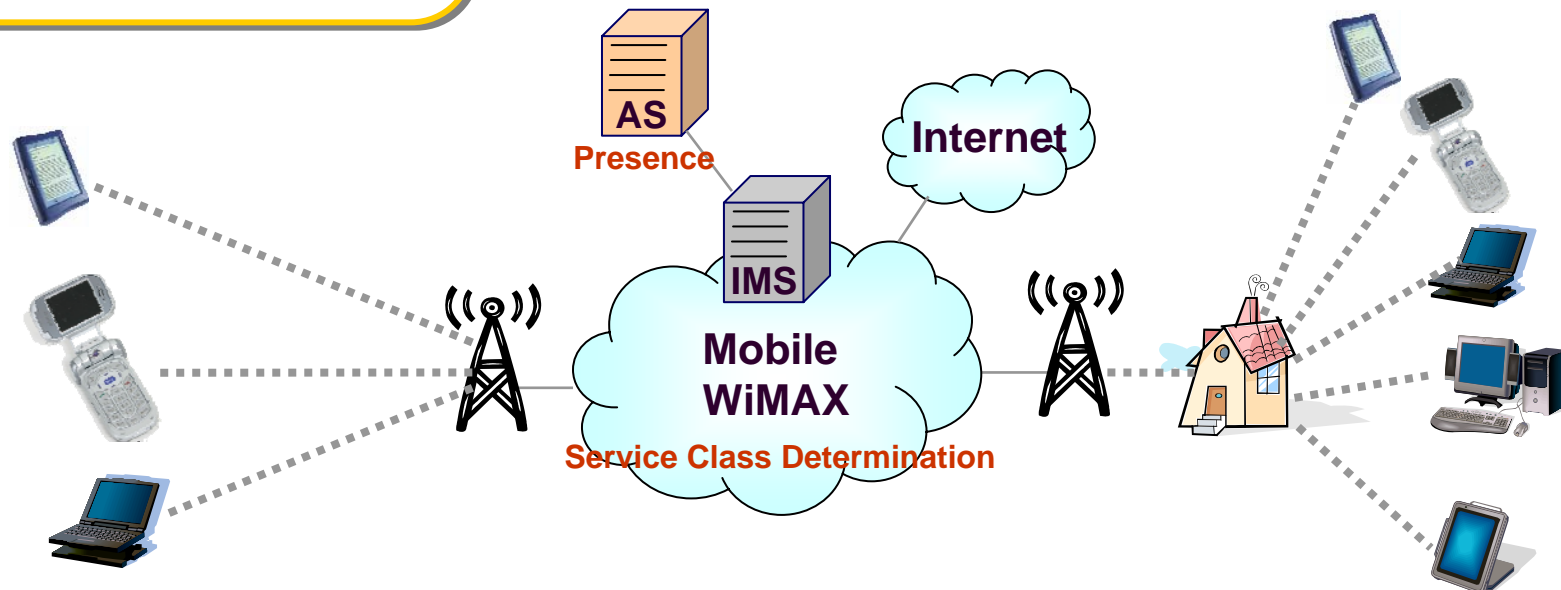 AS
Presence
Internet
IMS
Mobile
WiMAX
Service Class Determination